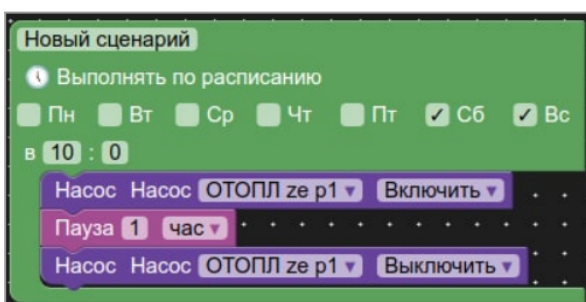 Новый сценарий
Выполнять по расписанию
Пн Вт Ср Чт Пт Сб Вс
в 10 : 0
Насос Насос ОТОПЛ ze p1 Включить
Пауза 1 час
Насос Насос ОТОПЛ ze p1 Выключить